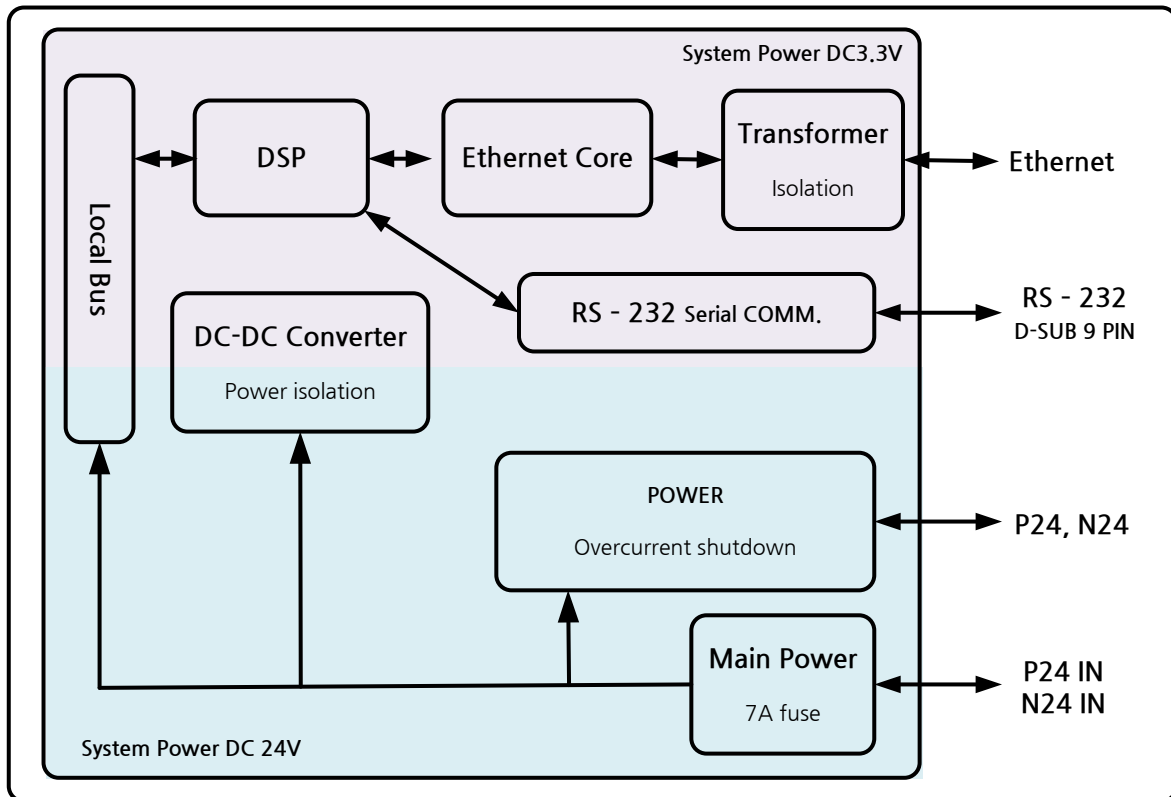 System Power DC3.3V
Local Bus
DSP
Ethernet Core
Transformer
Isolation
Ethernet
RS - 232 Serial COMM.
RS - 232
D-SUB 9 PIN
DC-DC Converter
Power isolation
POWER
Overcurrent shutdown
P24, N24
Main Power
7A fuse
P24 IN
N24 IN
System Power DC 24V